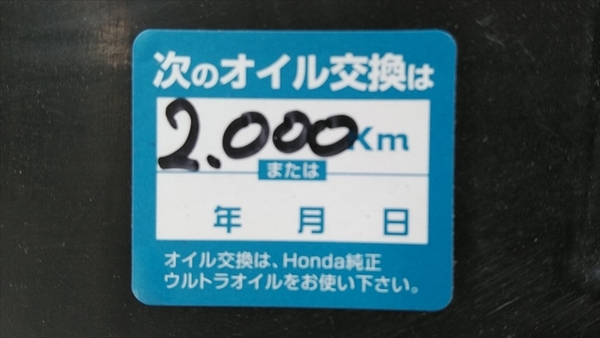 次のオイル交換は
2.000Km
または
年 月 日
オイル交換は、Honda純正
ウルトラオイルをお使い下さい。